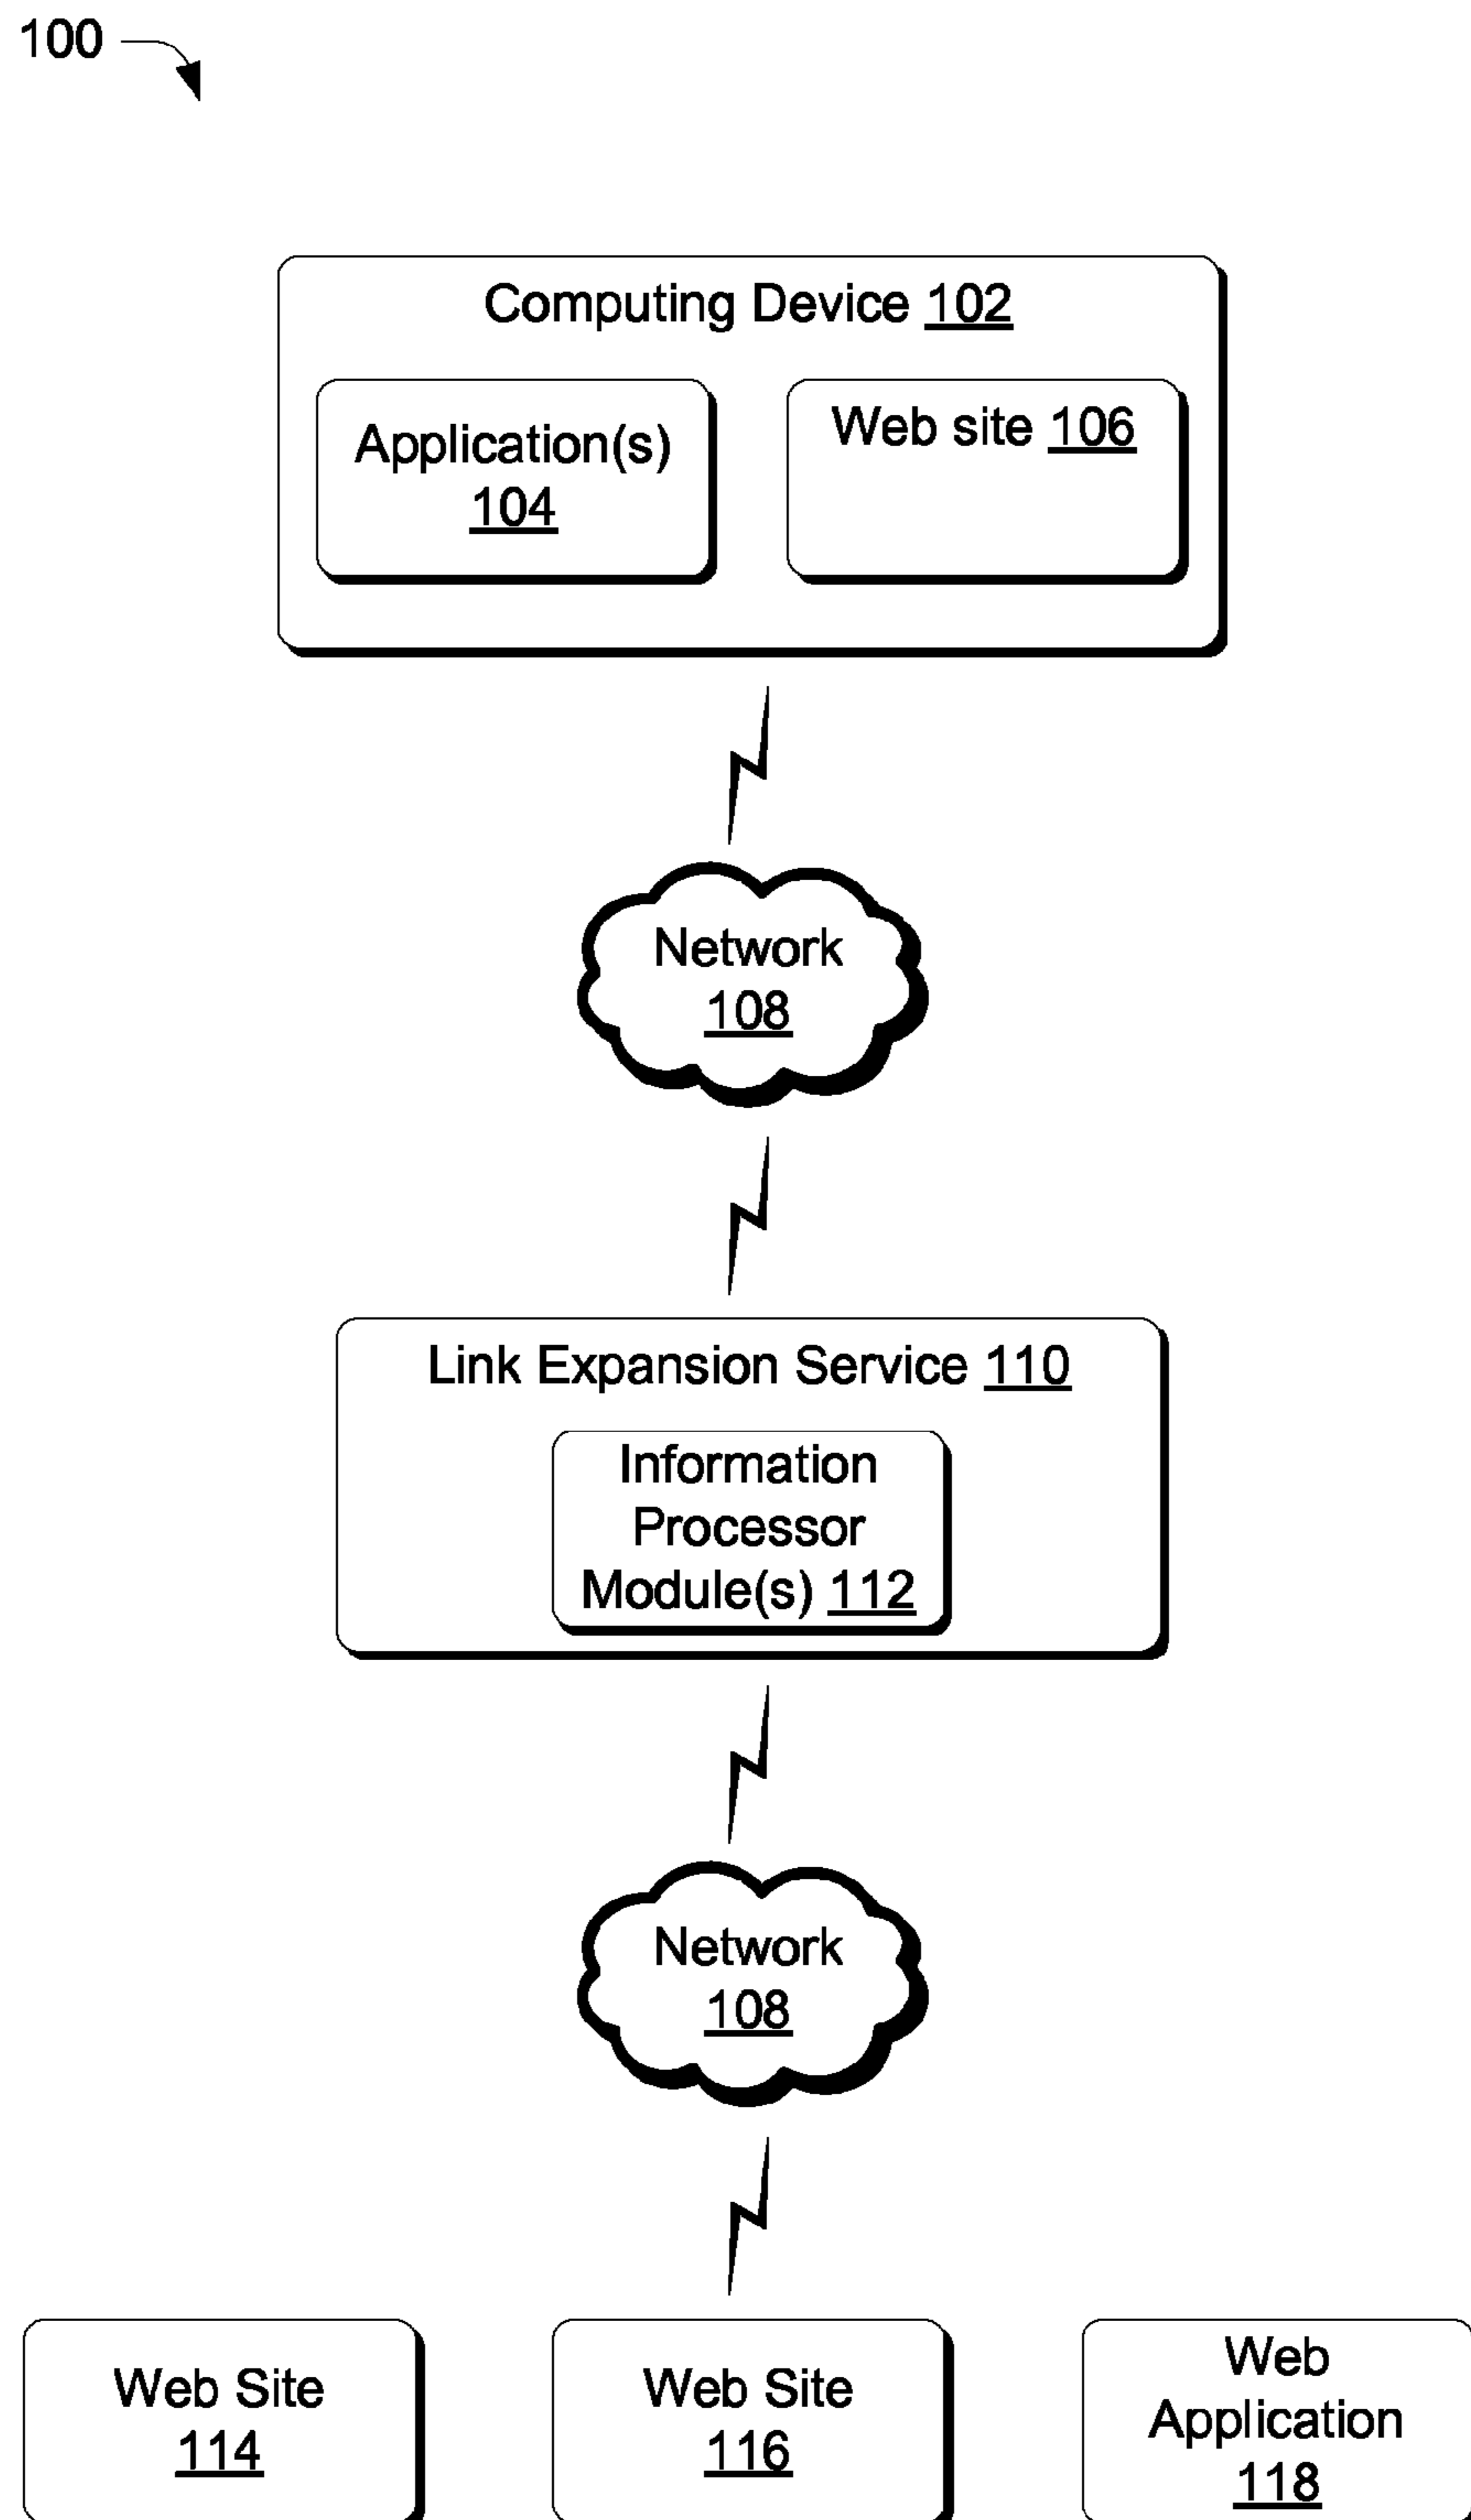 100
Computing Device 102
Application(s)
104
Web site 106
Network
108
Link Expansion Service 110
Information
Processor
Module(s) 112
Network
108
Web Site
114
Web Site
116
Web
Application
118